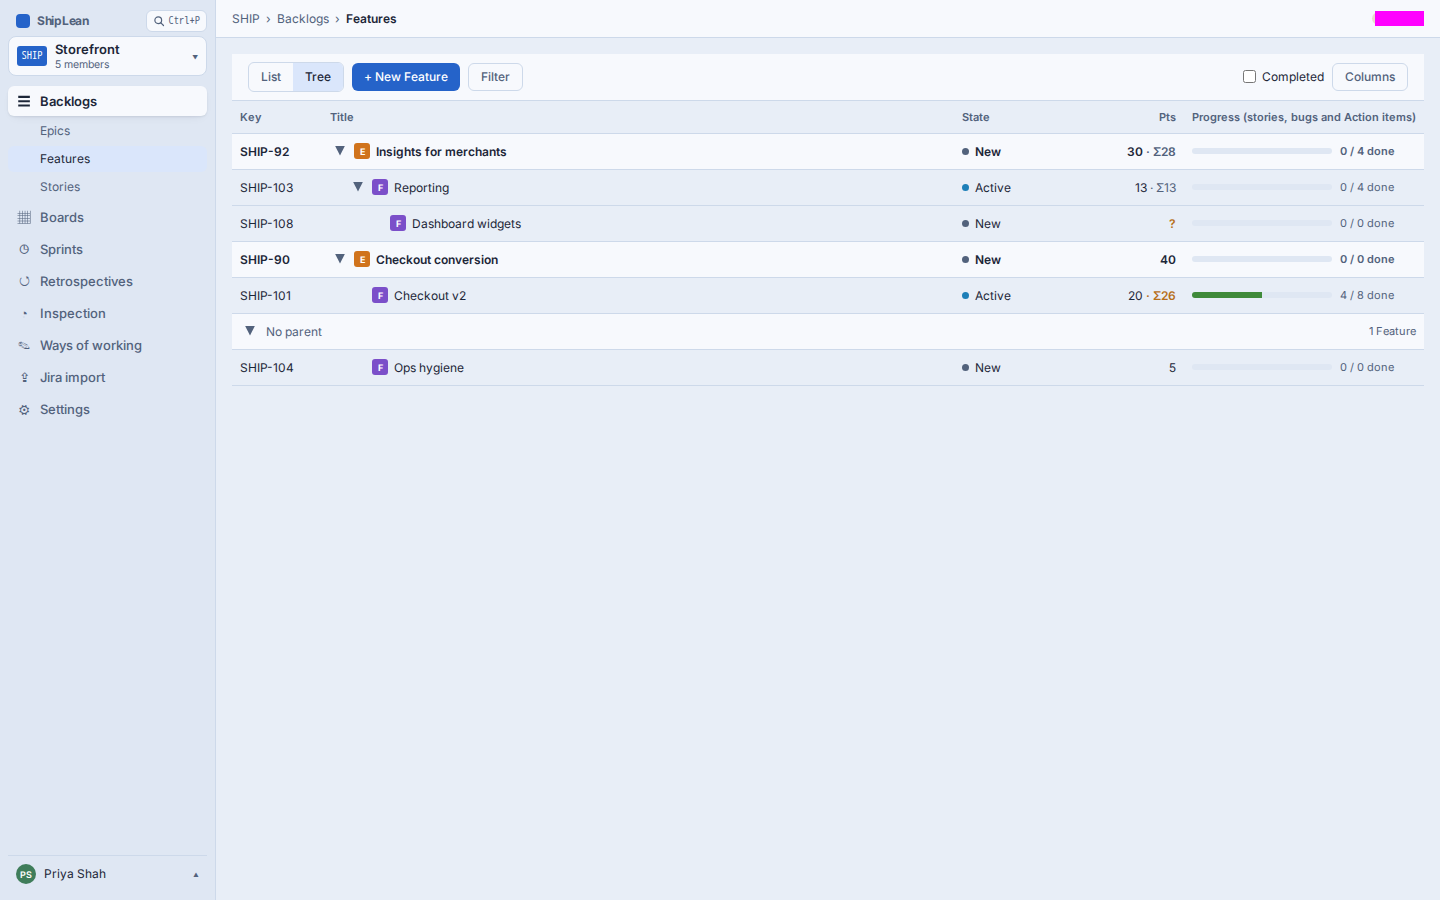 ShipLean
Ctrl+P
SHIP
Storefront
5 members
Backlogs
Epics
Features
Stories
Boards
Sprints
Retrospectives
Inspection
Ways of working
Jira import
Settings
PS Priya Shah
SHIP › Backlogs › Features
List Tree + New Feature Filter Completed Columns
Key Title State Pts Progress (stories, bugs and Action items)
SHIP-92 E Insights for merchants New 30 · Σ28 0 / 4 done
SHIP-103 F Reporting Active 13 · Σ13 0 / 4 done
SHIP-108 F Dashboard widgets New ? 0 / 0 done
SHIP-90 E Checkout conversion New 40 0 / 0 done
SHIP-101 F Checkout v2 Active 20 · Σ26 4 / 8 done
No parent 1 Feature
SHIP-104 F Ops hygiene New 5 0 / 0 done